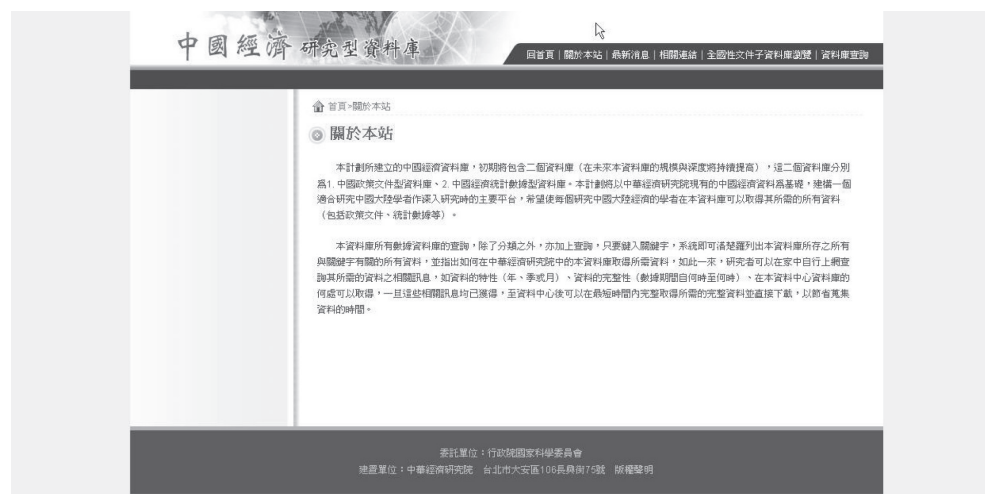 中國經濟 研究型資料庫
回首頁｜關於本站｜最新消息｜相關連結｜全國性文件子資料庫瀏覽｜資料庫查詢
首頁>關於本站
關於本站
本計劃所建立的中國經濟資料庫，初期將包含二個資料庫（在未來本資料庫的規模與深度將持續提高），這二個資料庫分別
爲1. 中國政策文件型資料庫、2. 中國經濟統計數據型資料庫。本計劃將以中華經濟研究院現有的中國經濟資料爲基礎，建構一個
適合研究中國大陸學者作深入研究時的主要平台，希望使每個研究中國大陸經濟的學者在本資料庫可以取得其所需的所有資料
（包括政策文件、統計數據等）。
本資料庫所有數據資料庫的查詢，除了分類之外，亦加上查詢，只要鍵入關鍵字，系統即可清楚羅列出本資料庫所存之所有
與關鍵字有關的所有資料，並指出如何在中華經濟研究院中的本資料庫取得所需資料，如此一來，研究者可以在家中自行上網查
詢其所需的資料之相關訊息，如資料的特性（年、季或月）、資料的完整性（數據期間自何時至何時）、在本資料中心資料庫的
何處可以取得，一旦這些相關訊息均已獲得，至資料中心後可以在最短時間內完整取得所需的完整資料並直接下載，以節省蒐集
資料的時間。
委託單位：行政院國家科學委員會
建置單位：中華經濟研究院 台北市大安區106長興街75號 版權聲明